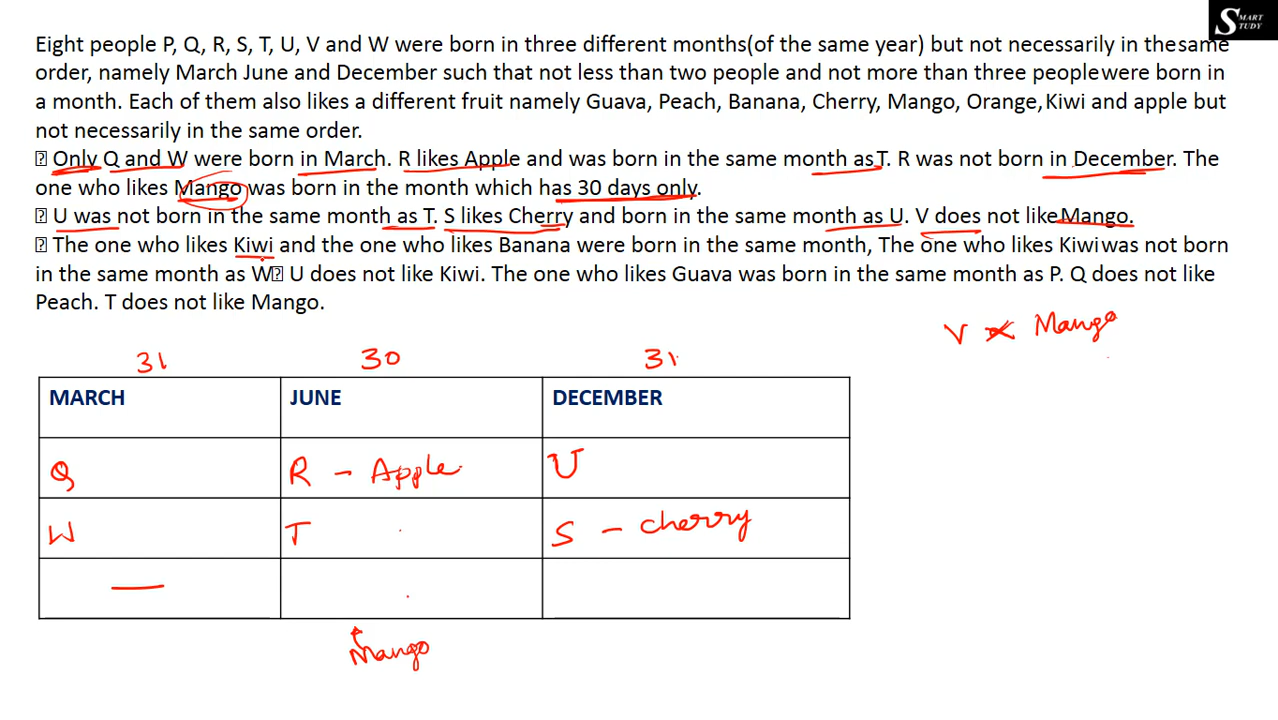 SMART
STUDY
Eight people P, Q, R, S, T, U, V and W were born in three different months(of the same year) but not necessarily in thesame
order, namely March June and December such that not less than two people and not more than three peoplewere born in
a month. Each of them also likes a different fruit namely Guava, Peach, Banana, Cherry, Mango, Orange,Kiwi and apple but
not necessarily in the same order.
Only Q and W were born in March. R likes Apple and was born in the same month asT. R was not born in December. The
one who likes Mango was born in the month which has 30 days only.
U was not born in the same month as T. S likes Cherry and born in the same month as U. V does not likeMango.
The one who likes Kiwi and the one who likes Banana were born in the same month, The one who likes Kiwiwas not born
in the same month as W U does not like Kiwi. The one who likes Guava was born in the same month as P. Q does not like
Peach. T does not like Mango.
V × Mango
31 30 31
MARCH JUNE DECEMBER
Q R – Apple U
W T S – cherry
—
Mango